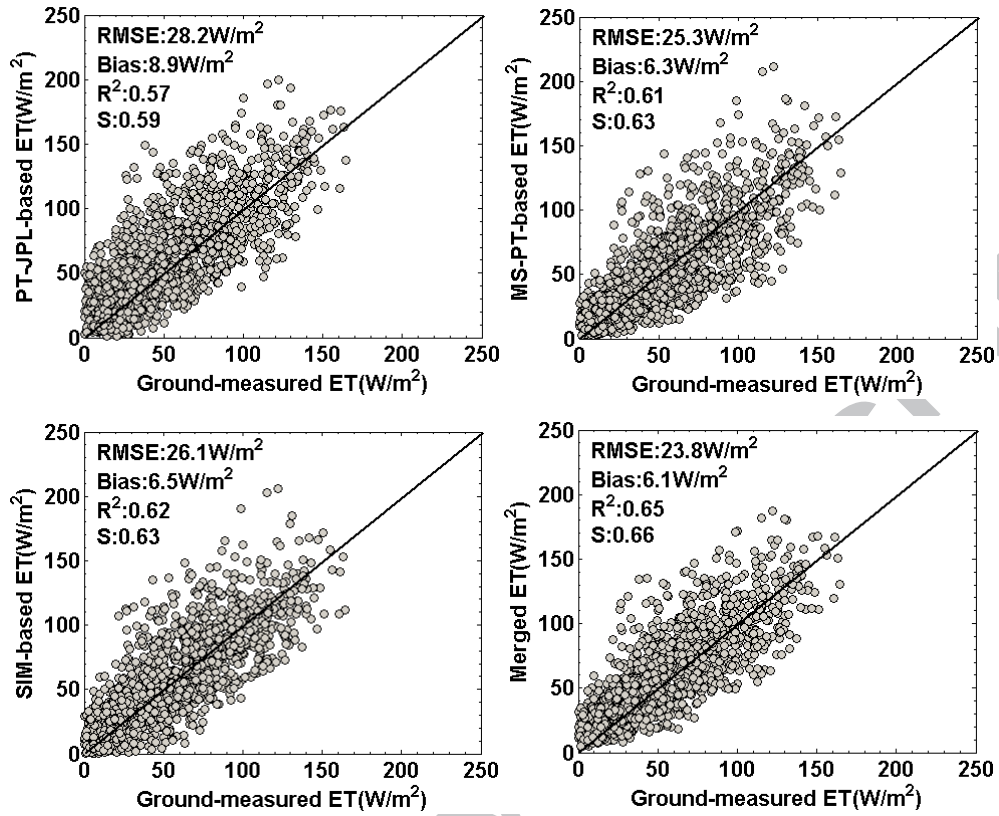 250
200
150
100
50
0
PT-JPL-based ET(W/m²)
RMSE:28.2W/m²
Bias:8.9W/m²
R²:0.57
S:0.59
0 50 100 150 200 250
Ground-measured ET(W/m²)
250
200
150
100
50
0
MS-PT-based ET(W/m²)
RMSE:25.3W/m²
Bias:6.3W/m²
R²:0.61
S:0.63
0 50 100 150 200 250
Ground-measured ET(W/m²)
250
200
150
100
50
0
SIM-based ET(W/m²)
RMSE:26.1W/m²
Bias:6.5W/m²
R²:0.62
S:0.63
0 50 100 150 200 250
Ground-measured ET(W/m²)
250
200
150
100
50
0
Merged ET(W/m²)
RMSE:23.8W/m²
Bias:6.1W/m²
R²:0.65
S:0.66
0 50 100 150 200 250
Ground-measured ET(W/m²)